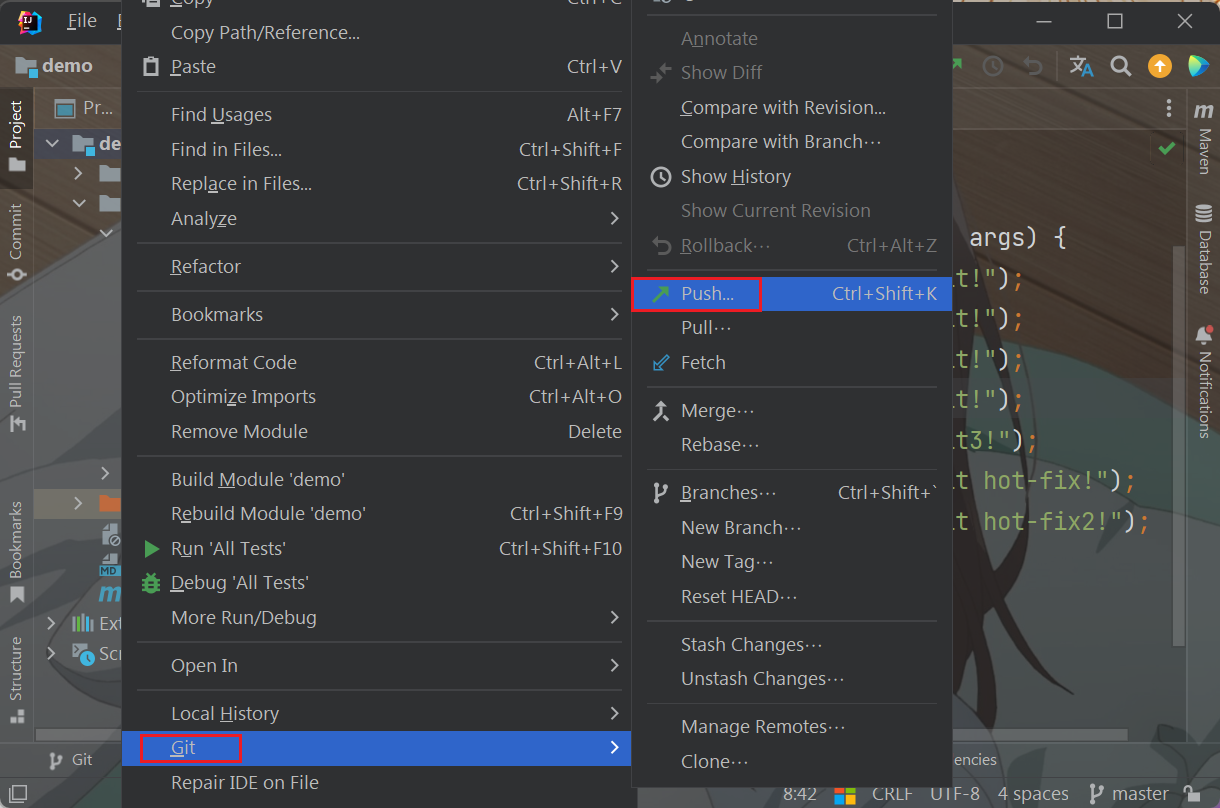 File
demo
Project
Pr...
de
Commit
Pull Requests
Bookmarks
Structure
Ext
Scr
Git
Copy Ctrl+C
Copy Path/Reference...
Paste Ctrl+V
Find Usages Alt+F7
Find in Files... Ctrl+Shift+F
Replace in Files... Ctrl+Shift+R
Analyze
Refactor
Bookmarks
Reformat Code Ctrl+Alt+L
Optimize Imports Ctrl+Alt+O
Remove Module Delete
Build Module 'demo'
Rebuild Module 'demo' Ctrl+Shift+F9
Run 'All Tests' Ctrl+Shift+F10
Debug 'All Tests'
More Run/Debug
Open In
Local History
Git
Repair IDE on File
Annotate
Show Diff
Compare with Revision...
Compare with Branch···
Show History
Show Current Revision
Rollback··· Ctrl+Alt+Z
Push... Ctrl+Shift+K
Pull···
Fetch
Merge···
Rebase···
Branches··· Ctrl+Shift+`
New Branch···
New Tag···
Reset HEAD···
Stash Changes···
Unstash Changes···
Manage Remotes···
Clone···
args) {
t!");
t!");
t!");
t!");
t3!");
t hot-fix!");
t hot-fix2!");
Maven
Database
Notifications
encies
8:42 CRLF UTF-8 4 spaces master